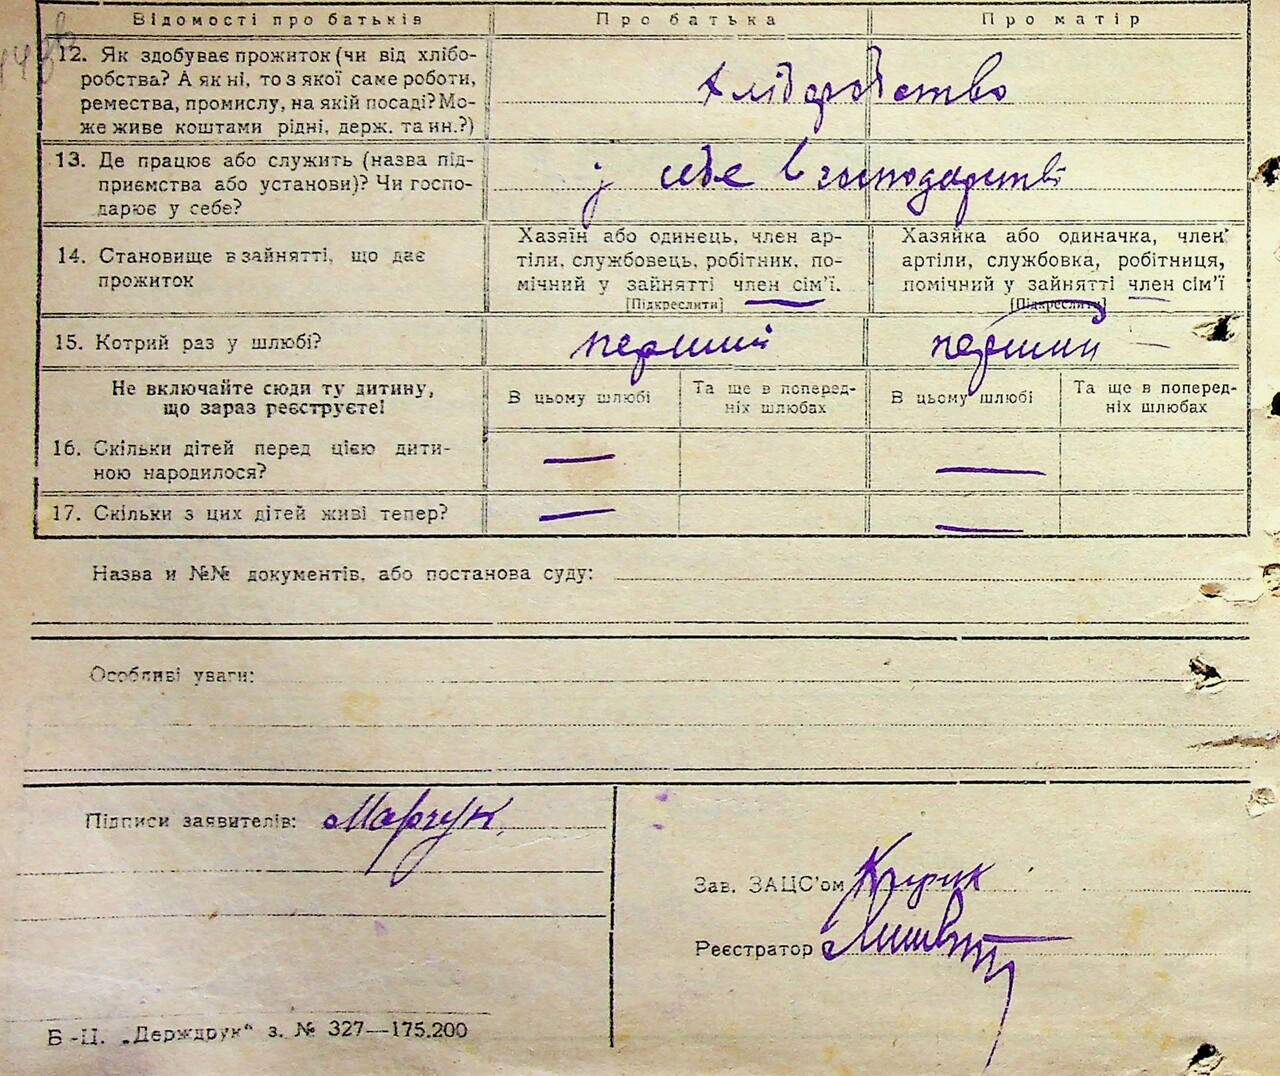 Відомості про батьків Про батька Про матір
12. Як здобуває прожиток (чи від хлібо-
робства? А як ні, то з якої саме роботи,
ремества, промислу, на якій посаді? Мо-
же живе коштами рідні, держ. та ин.?)
хліборобство
13. Де працює або служить (назва під-
приємства або установи)? Чи госпо-
дарює у себе?
у себе в господарстві
14. Становище в зайнятті, що дає
прожиток
Хазяїн або одинець, член ар-
тіли, службовець, робітник, по-
мічний у зайнятті член сім'ї.
[Підкреслити]
Хазяйка або одиначка, член
артіли, службовка, робітниця,
помічний у зайнятті член сім'ї
[Підкреслити]
15. Котрий раз у шлюбі? перший перший
Не включайте сюди ту дитину,
що зараз реєструєте!
В цьому шлюбі
Та ще в поперед-
ніх шлюбах
В цьому шлюбі
Та ще в поперед-
ніх шлюбах
16. Скільки дітей перед цією дити-
ною народилося?
— —
17. Скільки з цих дітей живі тепер? — —
Назва и №№ документів, або постанова суду:
Особливі уваги:
Підписи заявителів: Марчук
Зав. ЗАЦС'ом
Реєстратор
Б-Ц. „Держдрук“ з. № 327—175.200